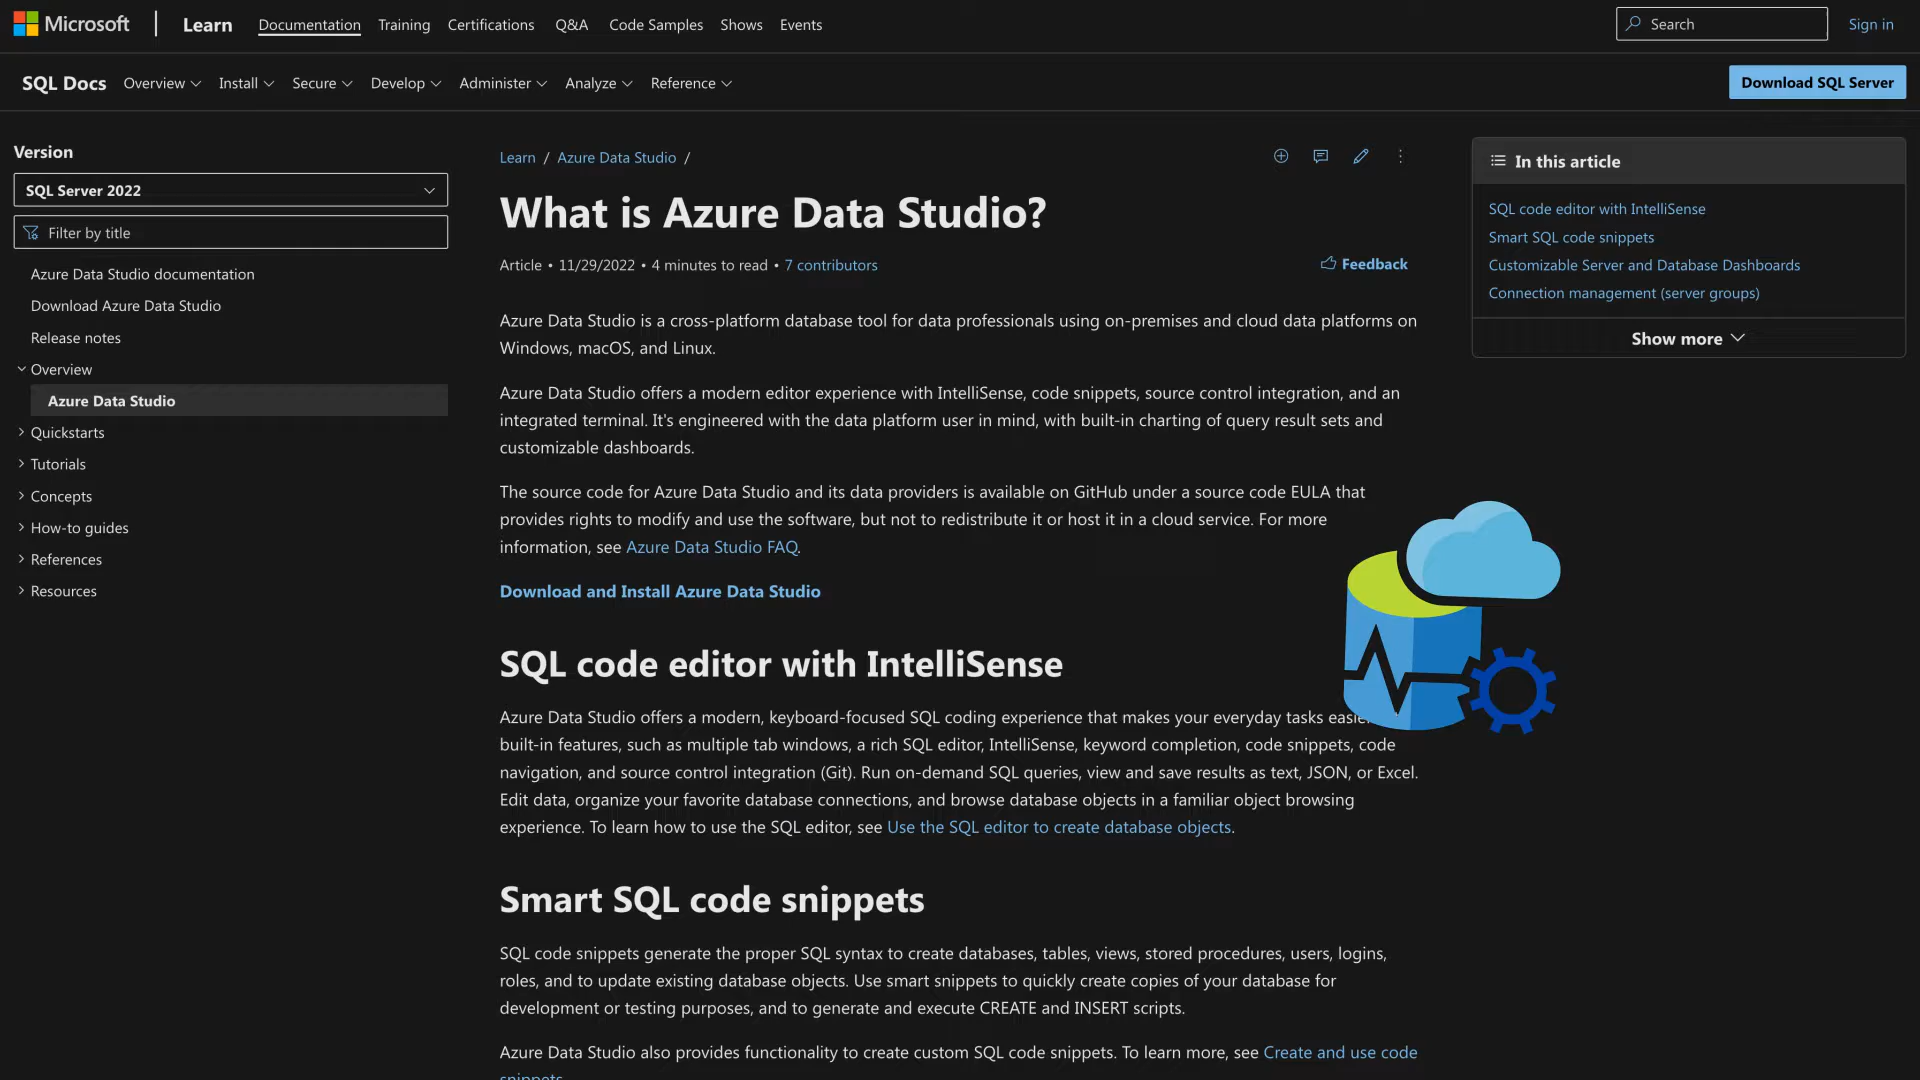 Microsoft
Learn
Documentation
Training
Certifications
Q&A
Code Samples
Shows
Events
Search
Sign in
SQL Docs
Overview
Install
Secure
Develop
Administer
Analyze
Reference
Download SQL Server
Version
SQL Server 2022
Filter by title
Azure Data Studio documentation
Download Azure Data Studio
Release notes
Overview
Azure Data Studio
Quickstarts
Tutorials
Concepts
How-to guides
References
Resources
Learn / Azure Data Studio /
What is Azure Data Studio?
Article • 11/29/2022 • 4 minutes to read • 7 contributors
Feedback
Azure Data Studio is a cross-platform database tool for data professionals using on-premises and cloud data platforms on
Windows, macOS, and Linux.
Azure Data Studio offers a modern editor experience with IntelliSense, code snippets, source control integration, and an
integrated terminal. It's engineered with the data platform user in mind, with built-in charting of query result sets and
customizable dashboards.
The source code for Azure Data Studio and its data providers is available on GitHub under a source code EULA that
provides rights to modify and use the software, but not to redistribute it or host it in a cloud service. For more
information, see Azure Data Studio FAQ.
Download and Install Azure Data Studio
SQL code editor with IntelliSense
Azure Data Studio offers a modern, keyboard-focused SQL coding experience that makes your everyday tasks
built-in features, such as multiple tab windows, a rich SQL editor, IntelliSense, keyword completion, code snippets, code
navigation, and source control integration (Git). Run on-demand SQL queries, view and save results as text, JSON, or Excel.
Edit data, organize your favorite database connections, and browse database objects in a familiar object browsing
experience. To learn how to use the SQL editor, see Use the SQL editor to create database objects.
Smart SQL code snippets
SQL code snippets generate the proper SQL syntax to create databases, tables, views, stored procedures, users, logins,
roles, and to update existing database objects. Use smart snippets to quickly create copies of your database for
development or testing purposes, and to generate and execute CREATE and INSERT scripts.
Azure Data Studio also provides functionality to create custom SQL code snippets. To learn more, see Create and use code
snippets.
In this article
SQL code editor with IntelliSense
Smart SQL code snippets
Customizable Server and Database Dashboards
Connection management (server groups)
Show more